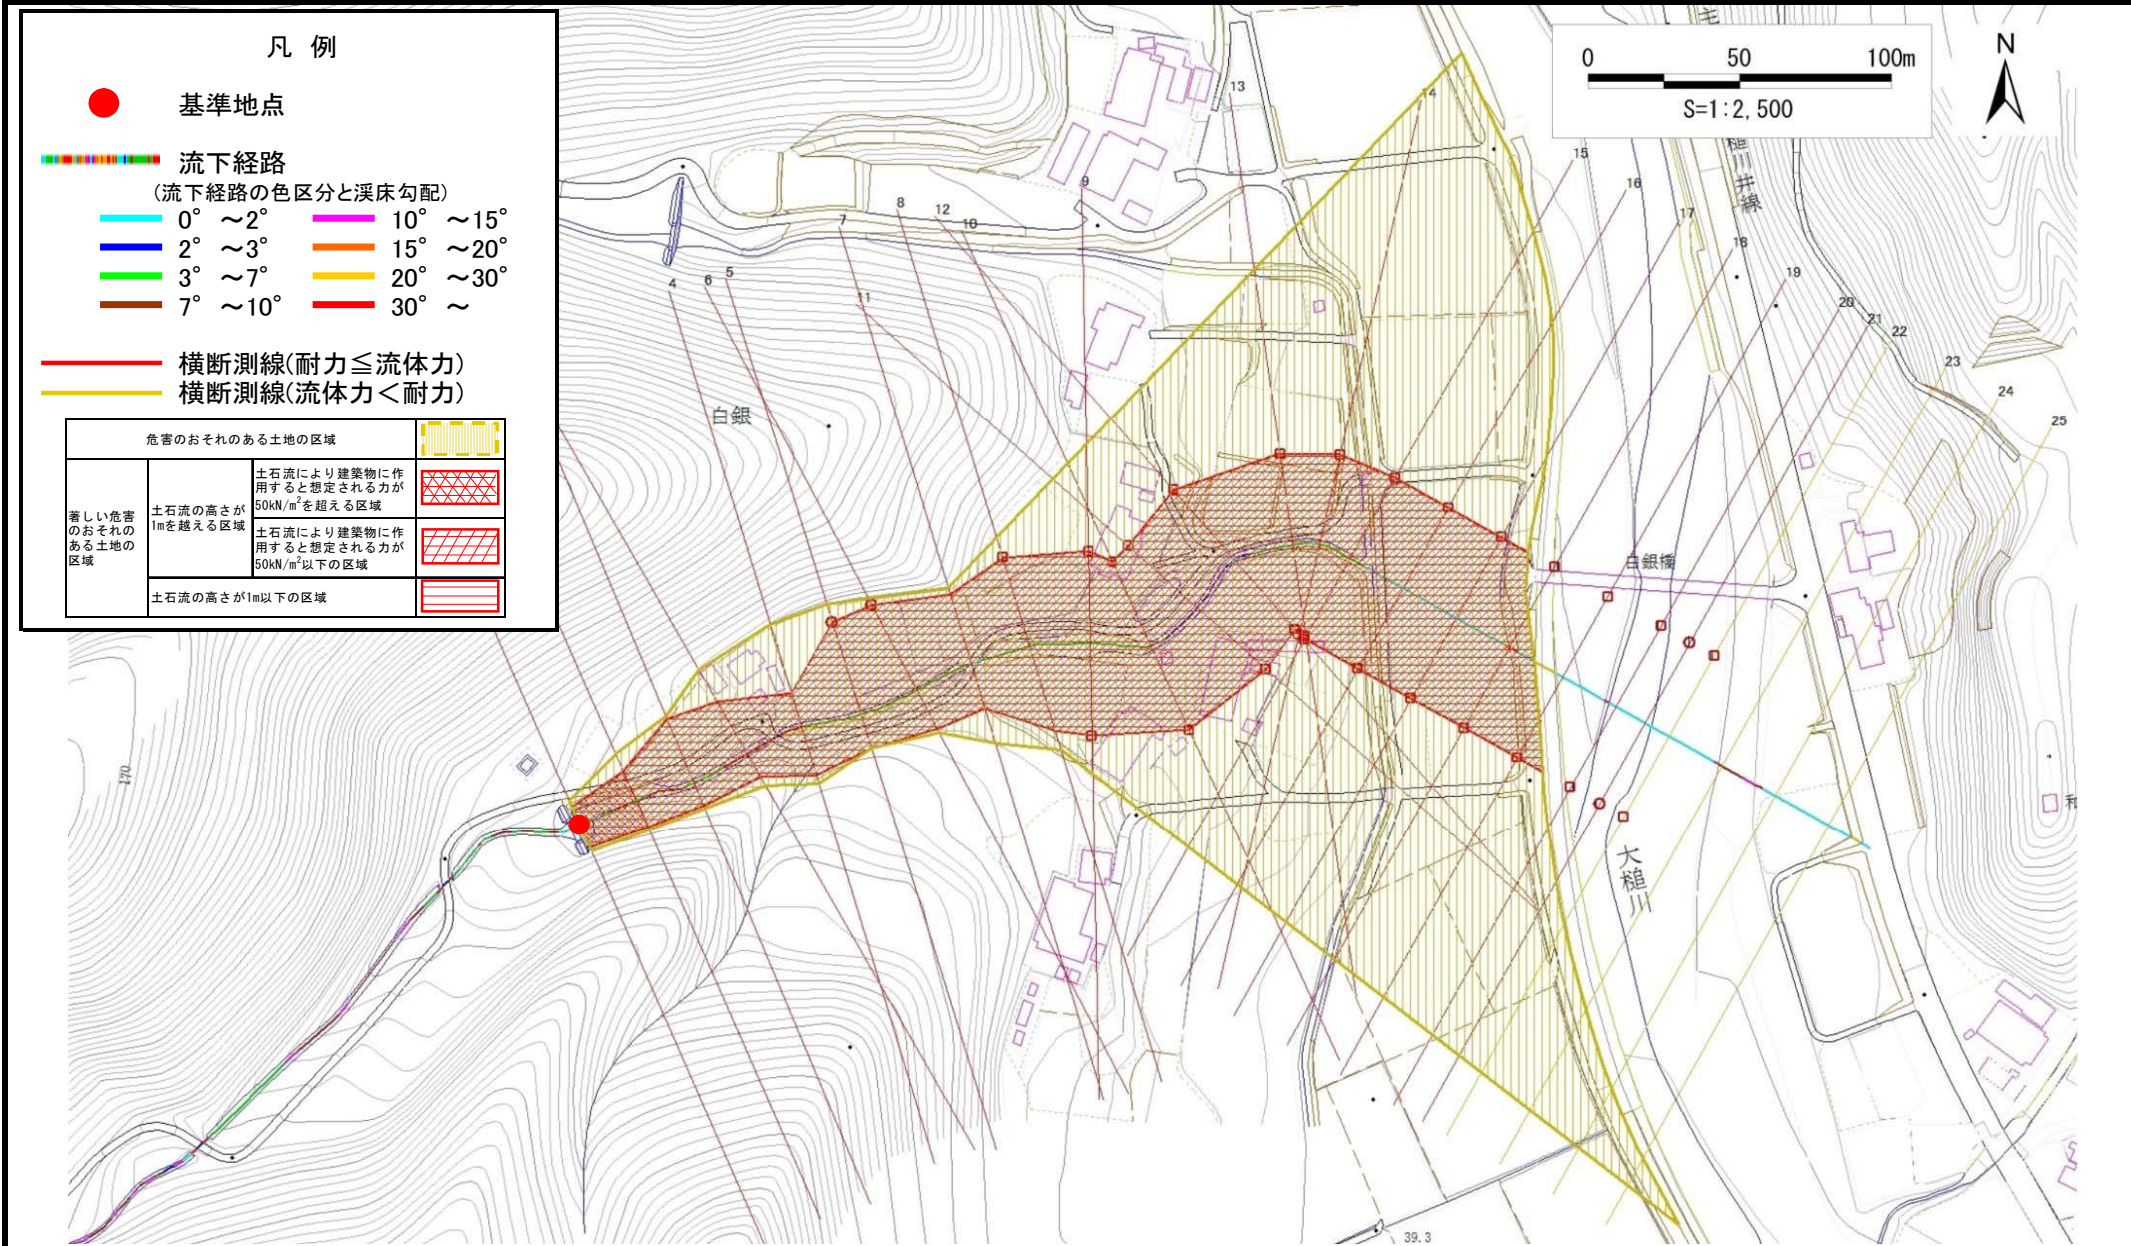 凡 例
基準地点
流下経路
(流下経路の色区分と渓床勾配)
0° ～2°
10° ～15°
2° ～3°
15° ～20°
3° ～7°
20° ～30°
7° ～10°
30° ～
横断測線(耐力≦流体力)
横断測線(流体力＜耐力)
危害のおそれのある土地の区域
著しい危害
のおそれの
ある土地の
区域
土石流の高さが
1mを越える区域
土石流により建築物に作
用すると想定される力が
50kN/m²を超える区域
土石流により建築物に作
用すると想定される力が
50kN/m²以下の区域
土石流の高さが1m以下の区域
0 50 100m
S=1:2,500
N
13
14
15
16
17
18
19
20
21
22
23
24
25
9
8
12
10
7
11
5
6
4
白銀
白銀橋
大槌川
170
39.3